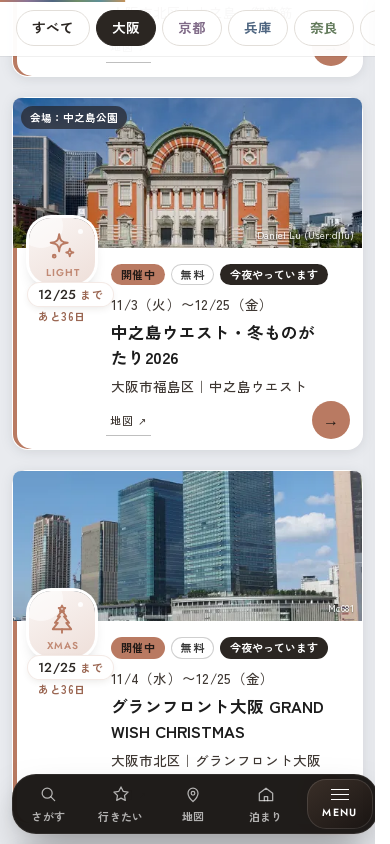 すべて
大阪
京都
兵庫
奈良
会場：中之島公園
Daniel Lu (User:dllu)
LIGHT
12/25 まで
あと36日
開催中
無料
今夜やっています
11/3（火）〜12/25（金）
中之島ウエスト・冬ものが
たり2026
大阪市福島区｜中之島ウエスト
地図 ↗
→
XMAS
12/25 まで
あと36日
開催中
無料
今夜やっています
11/4（水）〜12/25（金）
グランフロント大阪 GRAND
WISH CHRISTMAS
大阪市北区｜グランフロント大阪
さがす
行きたい
地図
泊まり
MENU